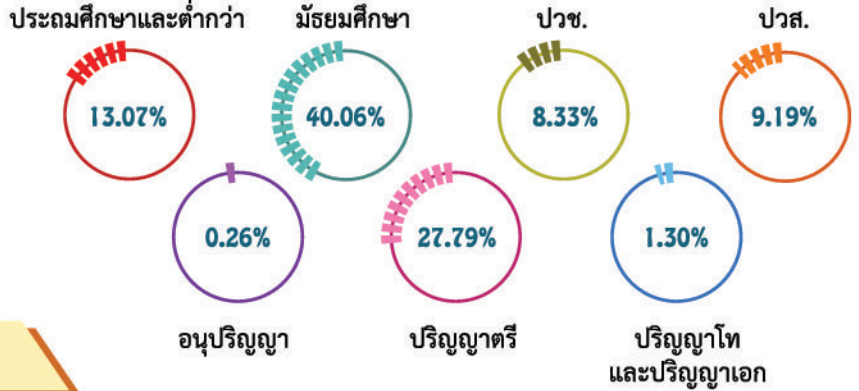 ประถมศึกษาและต่ำกว่า
มัธยมศึกษา
ปวช.
ปวส.
13.07%
40.06%
8.33%
9.19%
0.26%
27.79%
1.30%
อนุปริญญา
ปริญญาตรี
ปริญญาโท
และปริญญาเอก